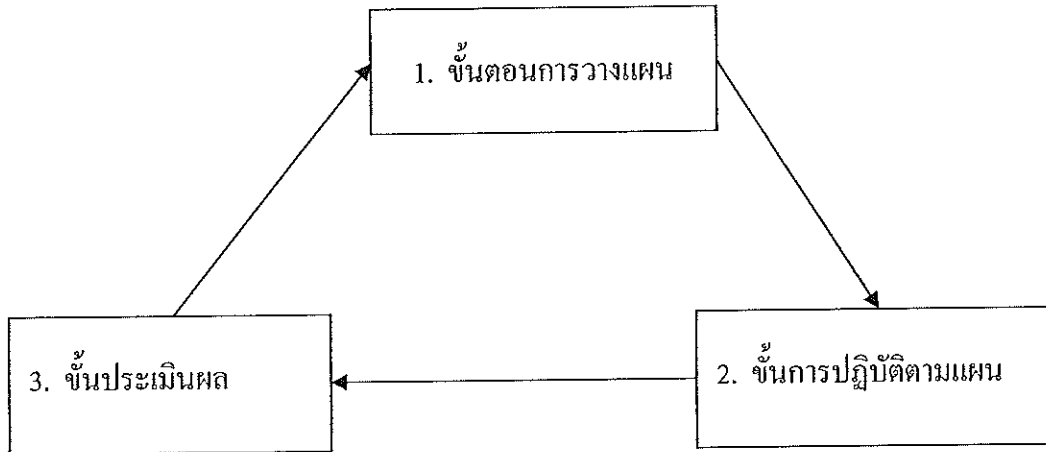 1. ขั้นตอนการวางแผน
2. ขั้นการปฏิบัติตามแผน
3. ขั้นประเมินผล